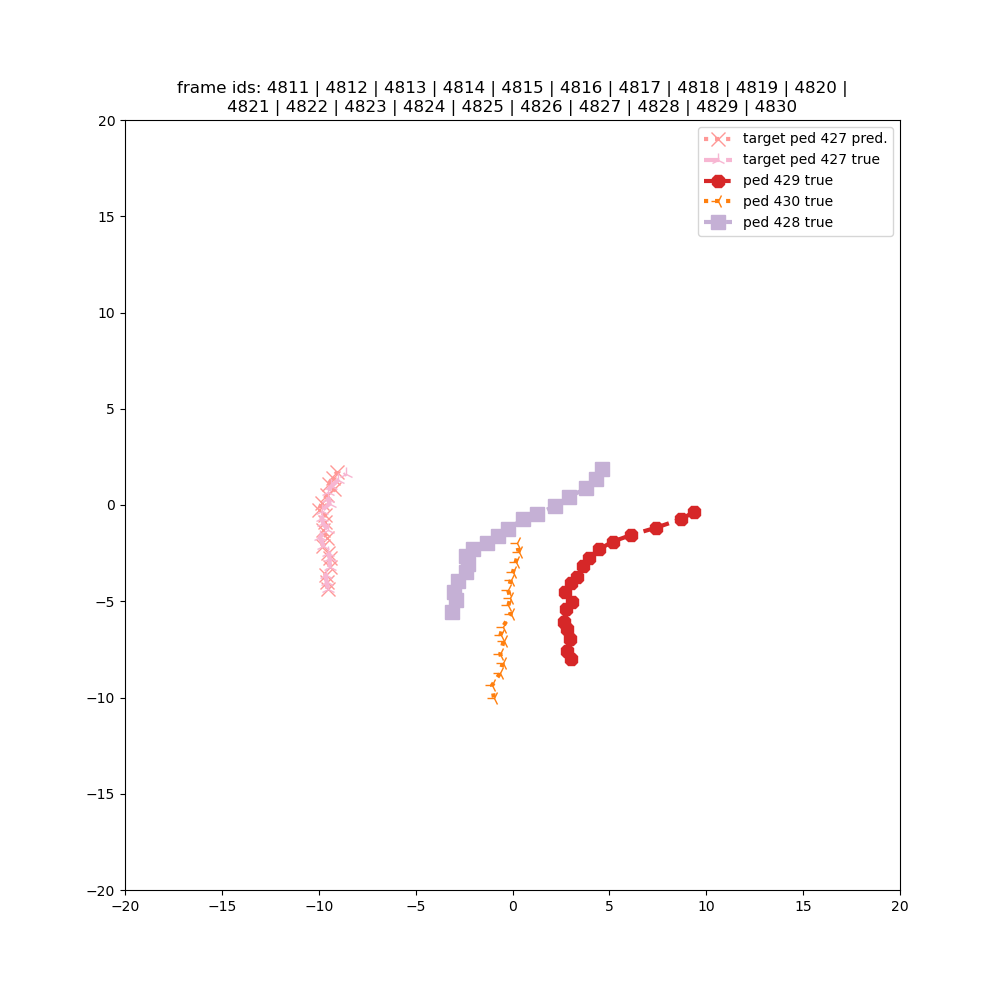 frame ids: 4811 | 4812 | 4813 | 4814 | 4815 | 4816 | 4817 | 4818 | 4819 | 4820 |
4821 | 4822 | 4823 | 4824 | 4825 | 4826 | 4827 | 4828 | 4829 | 4830
target ped 427 pred.
target ped 427 true
ped 429 true
ped 430 true
ped 428 true
20
15
10
5
0
−5
−10
−15
−20
−20 −15 −10 −5 0 5 10 15 20